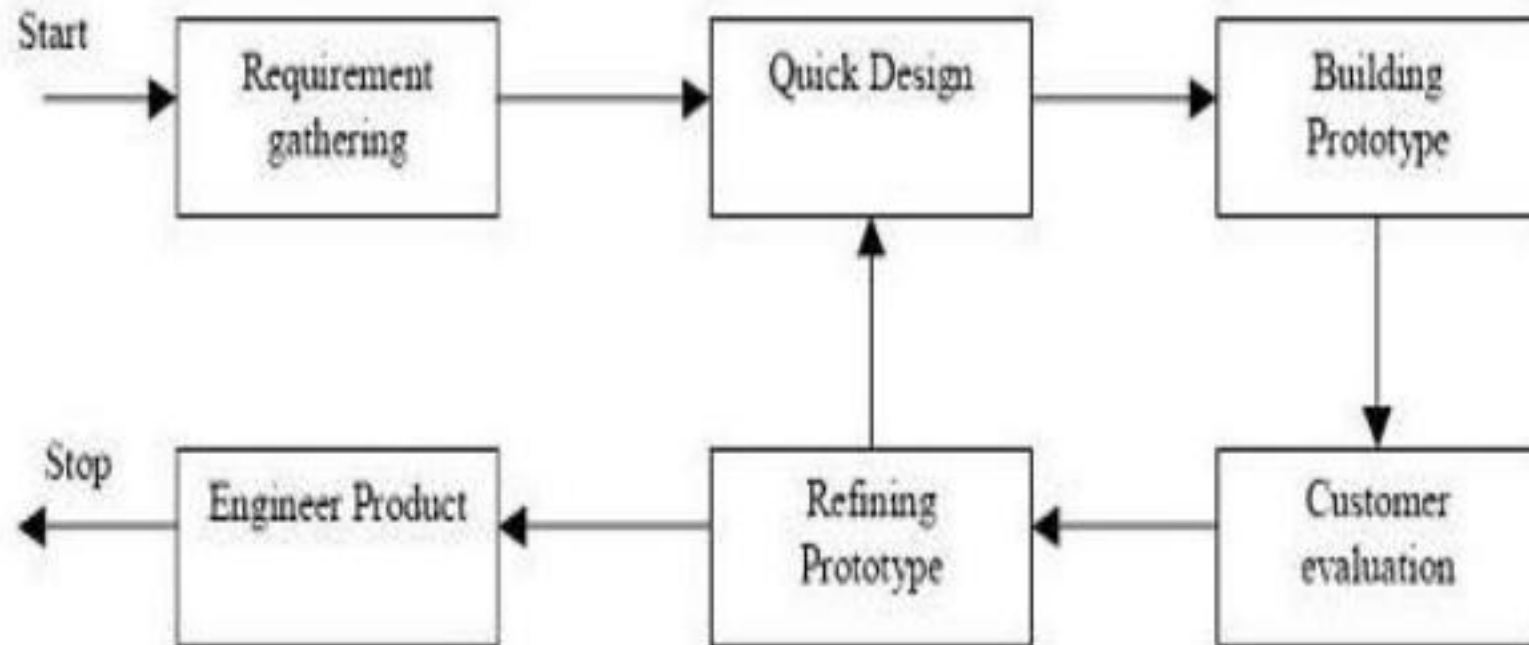 Start
Requirement
gathering
Quick Design
Building
Prototype
Stop
Engineer Product
Refining
Prototype
Customer
evaluation